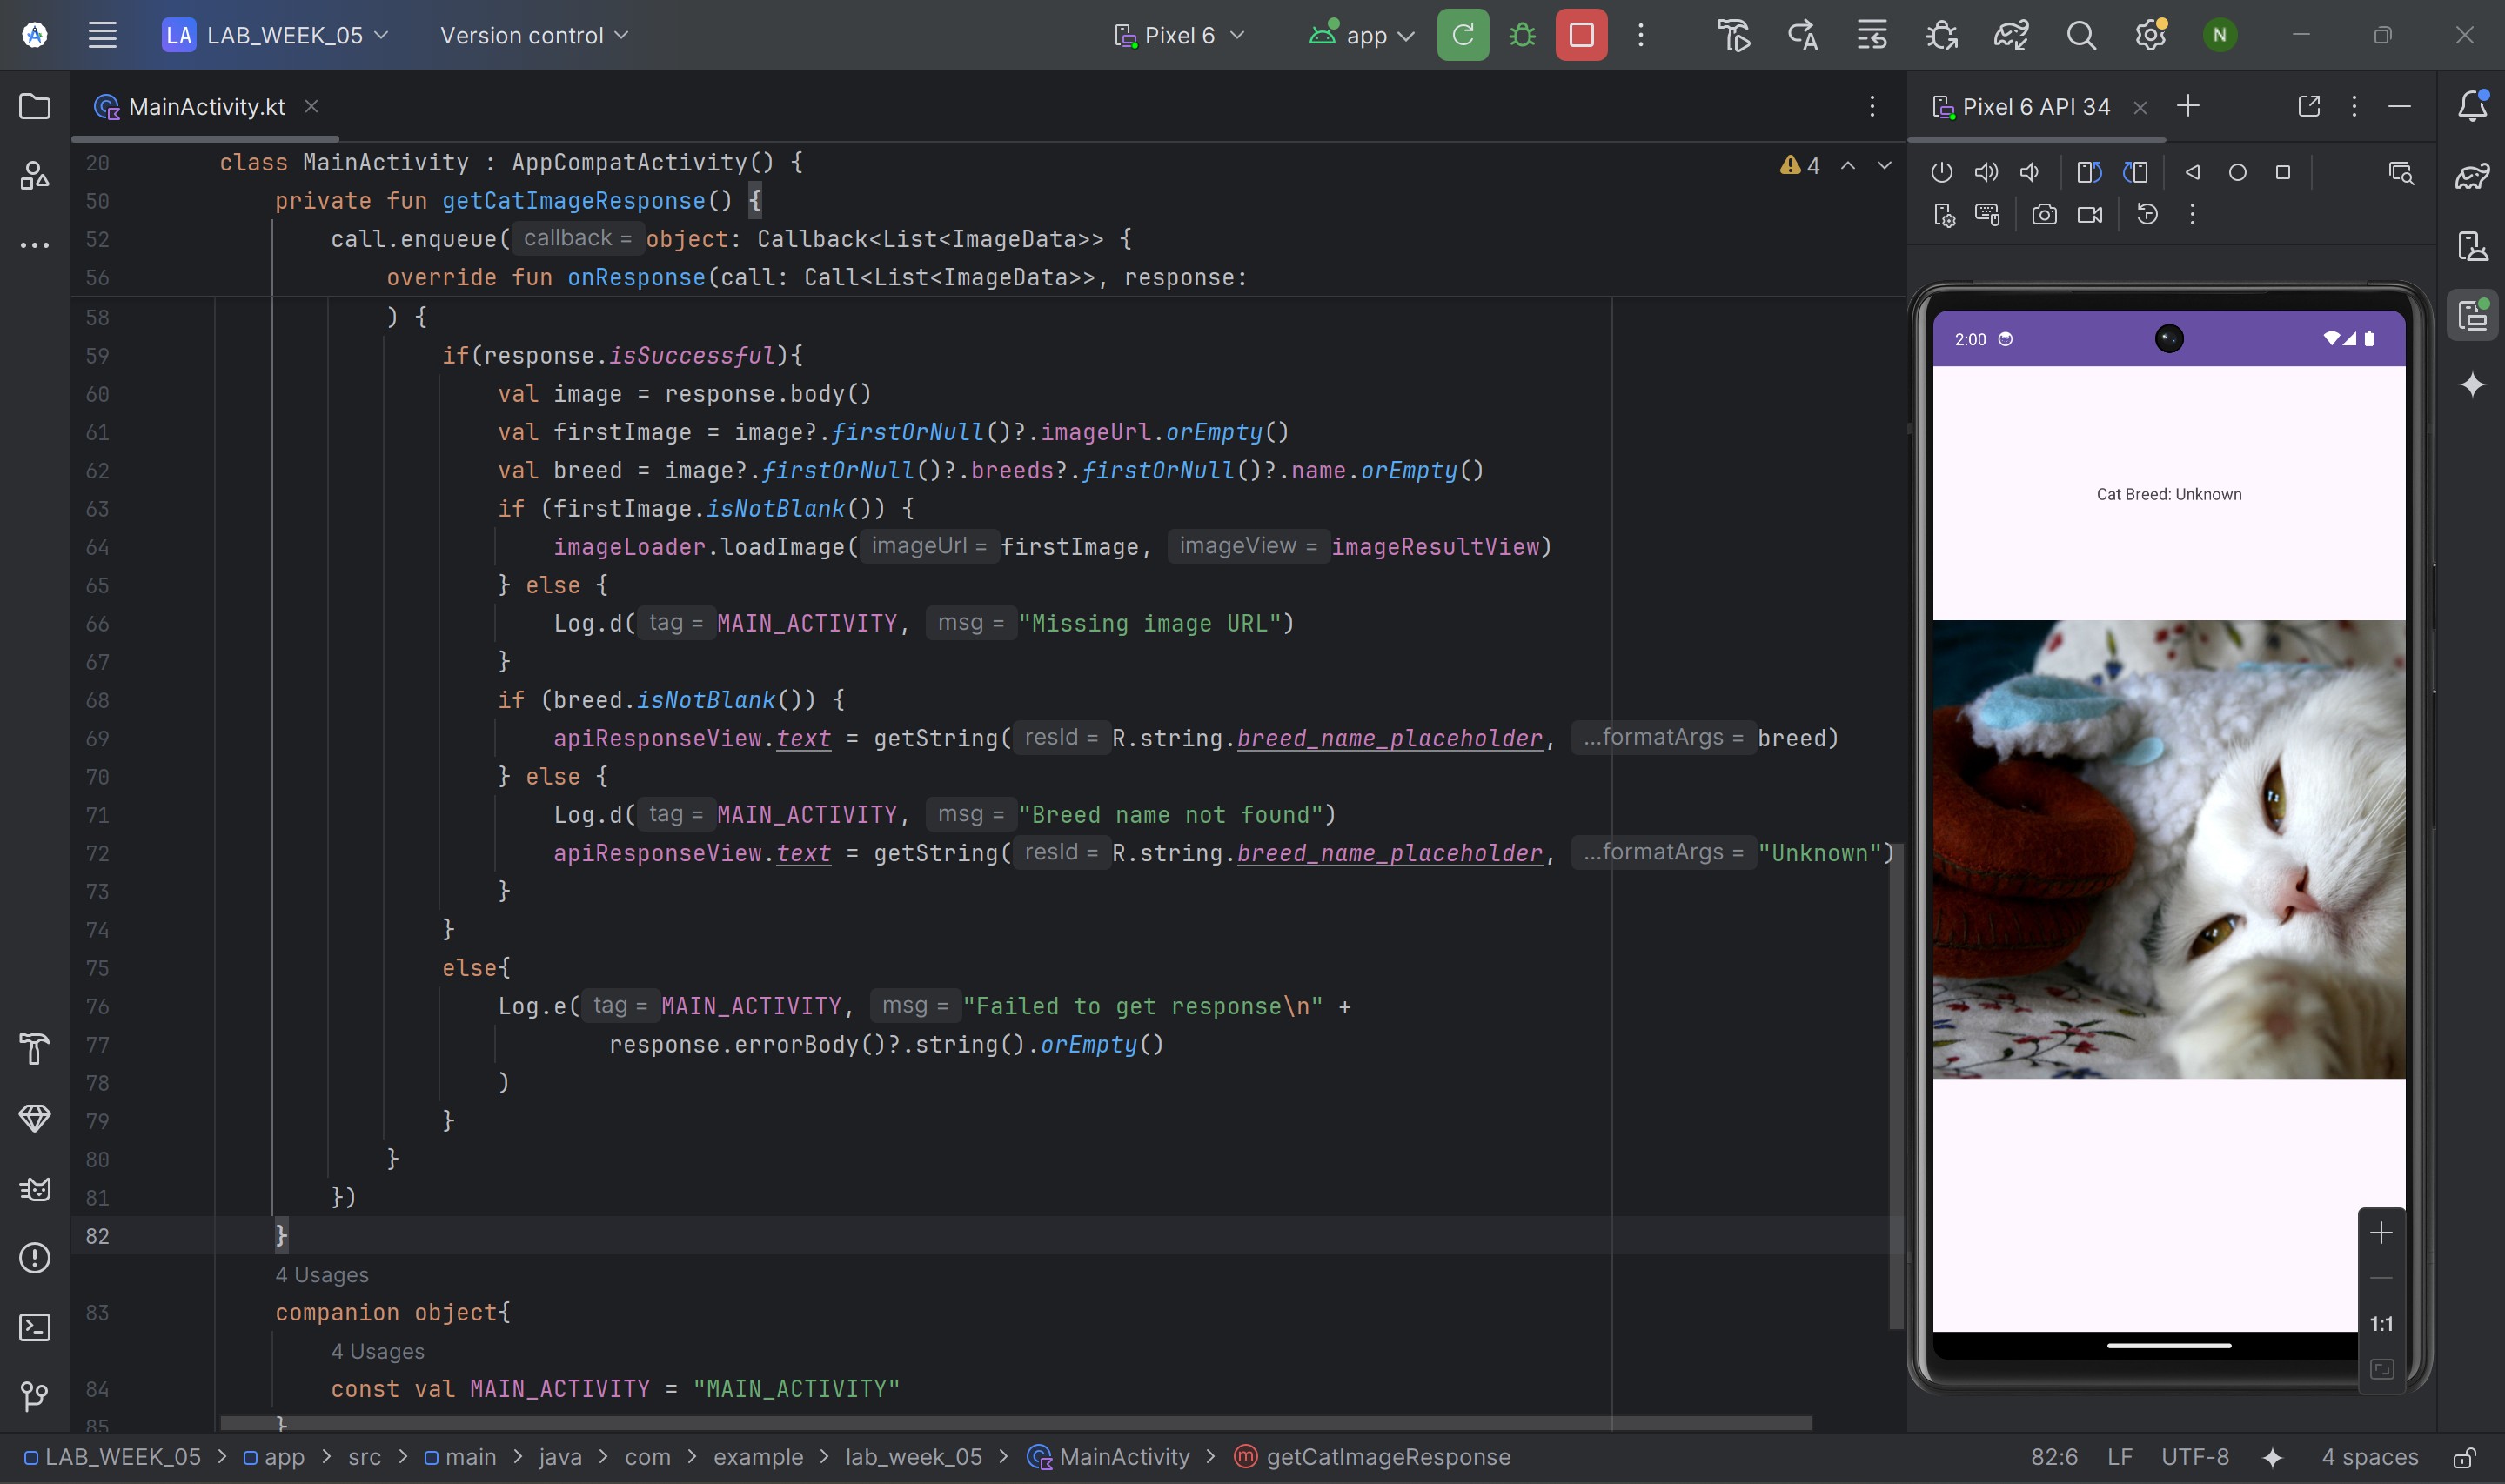 LA LAB_WEEK_05 Version control Pixel 6 app N
MainActivity.kt Pixel 6 API 34
20 class MainActivity : AppCompatActivity() { 4
50 private fun getCatImageResponse() {
52 call.enqueue( callback = object: Callback<List<ImageData>> {
56 override fun onResponse(call: Call<List<ImageData>>, response:
58 ) {
59 if(response.isSuccessful){
60 val image = response.body()
61 val firstImage = image?.firstOrNull()?.imageUrl.orEmpty()
62 val breed = image?.firstOrNull()?.breeds?.firstOrNull()?.name.orEmpty()
63 if (firstImage.isNotBlank()) {
64 imageLoader.loadImage( imageUrl = firstImage, imageView = imageResultView)
65 } else {
66 Log.d( tag = MAIN_ACTIVITY, msg = "Missing image URL")
67 }
68 if (breed.isNotBlank()) {
69 apiResponseView.text = getString( resId = R.string.breed_name_placeholder, ...formatArgs = breed)
70 } else {
71 Log.d( tag = MAIN_ACTIVITY, msg = "Breed name not found")
72 apiResponseView.text = getString( resId = R.string.breed_name_placeholder, ...formatArgs = "Unknown")
73 }
74 }
75 else{
76 Log.e( tag = MAIN_ACTIVITY, msg = "Failed to get response\n" +
77 response.errorBody()?.string().orEmpty()
78 )
79 }
80 }
81 })
82 }
4 Usages
83 companion object{
4 Usages
84 const val MAIN_ACTIVITY = "MAIN_ACTIVITY"
85 }
2:00
Cat Breed: Unknown
1:1
LAB_WEEK_05 > app > src > main > java > com > example > lab_week_05 > MainActivity > m getCatImageResponse 82:6 LF UTF-8 4 spaces